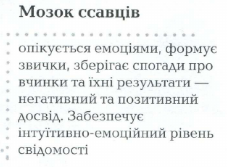 Мозок ссавців
опікується емоціями, формує
звички, зберігає спогади про
вчинки та їхні результати —
негативний та позитивний
досвід. Забезпечує
інтуїтивно-емоційний рівень
свідомості